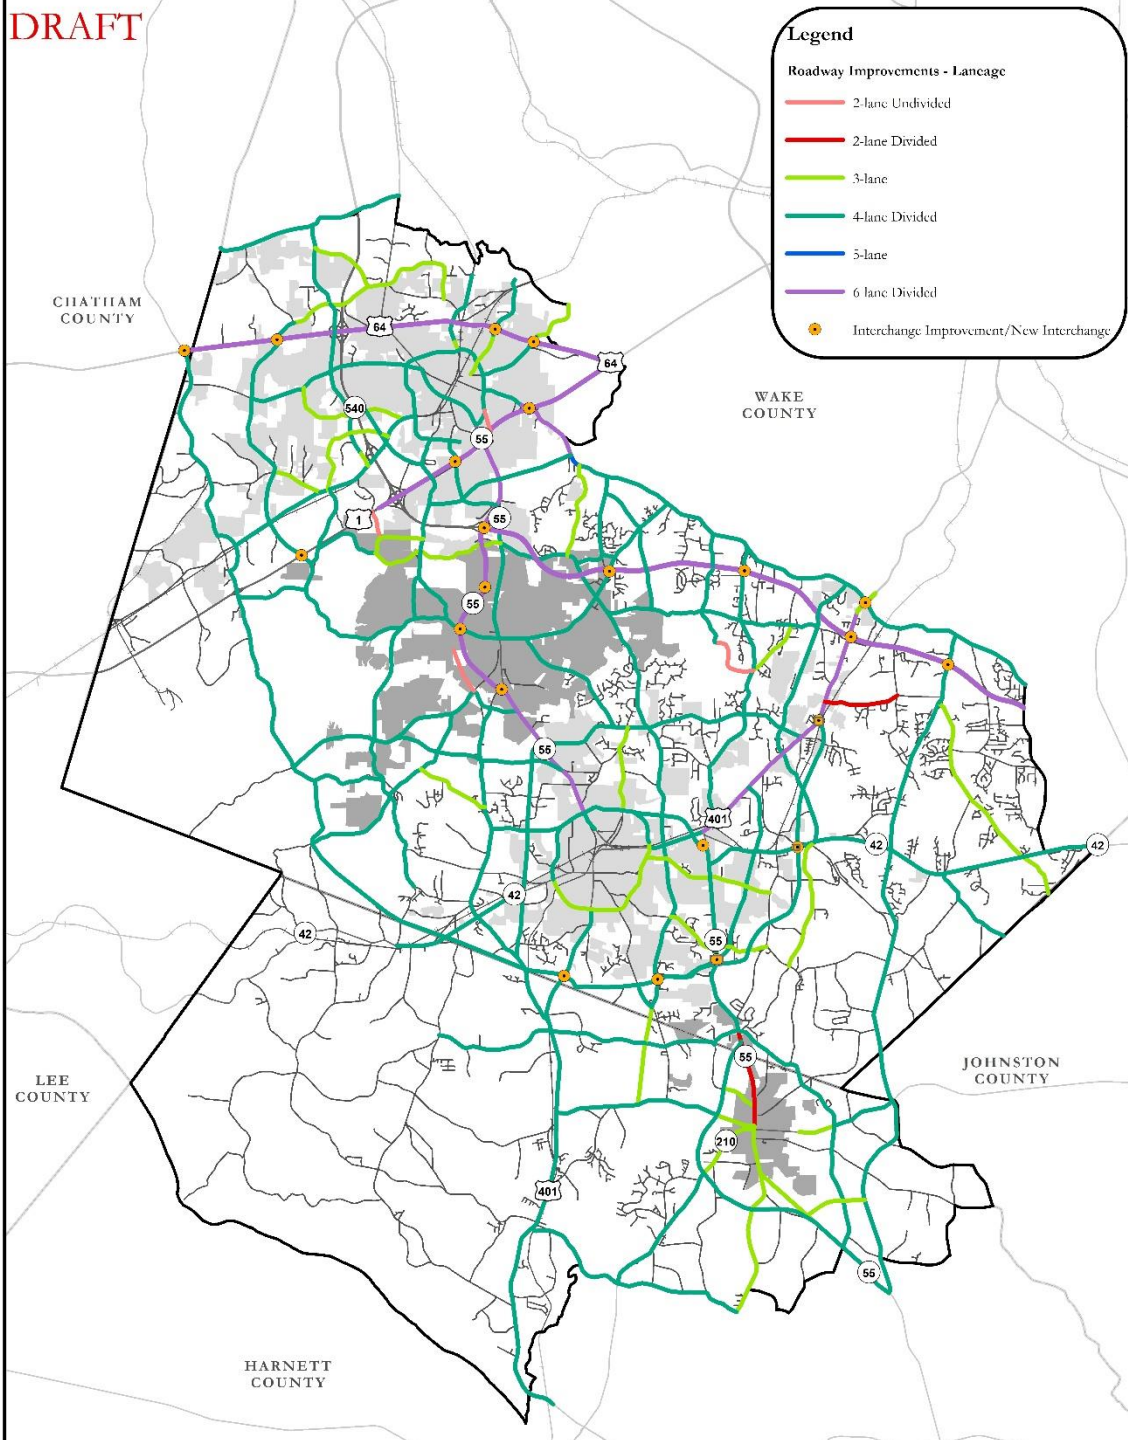 DRAFT
Legend
Roadway Improvements - Laneage
2-lane Undivided
2-lane Divided
3-lane
4-lane Divided
5-lane
6-lane Divided
Interchange Improvement/New Interchange
CHATHAM
COUNTY
64
64
WAKE
COUNTY
540
55
1
55
55
55
401
42
42
42
42
55
LEE
COUNTY
55
JOHNSTON
COUNTY
210
401
55
HARNETT
COUNTY